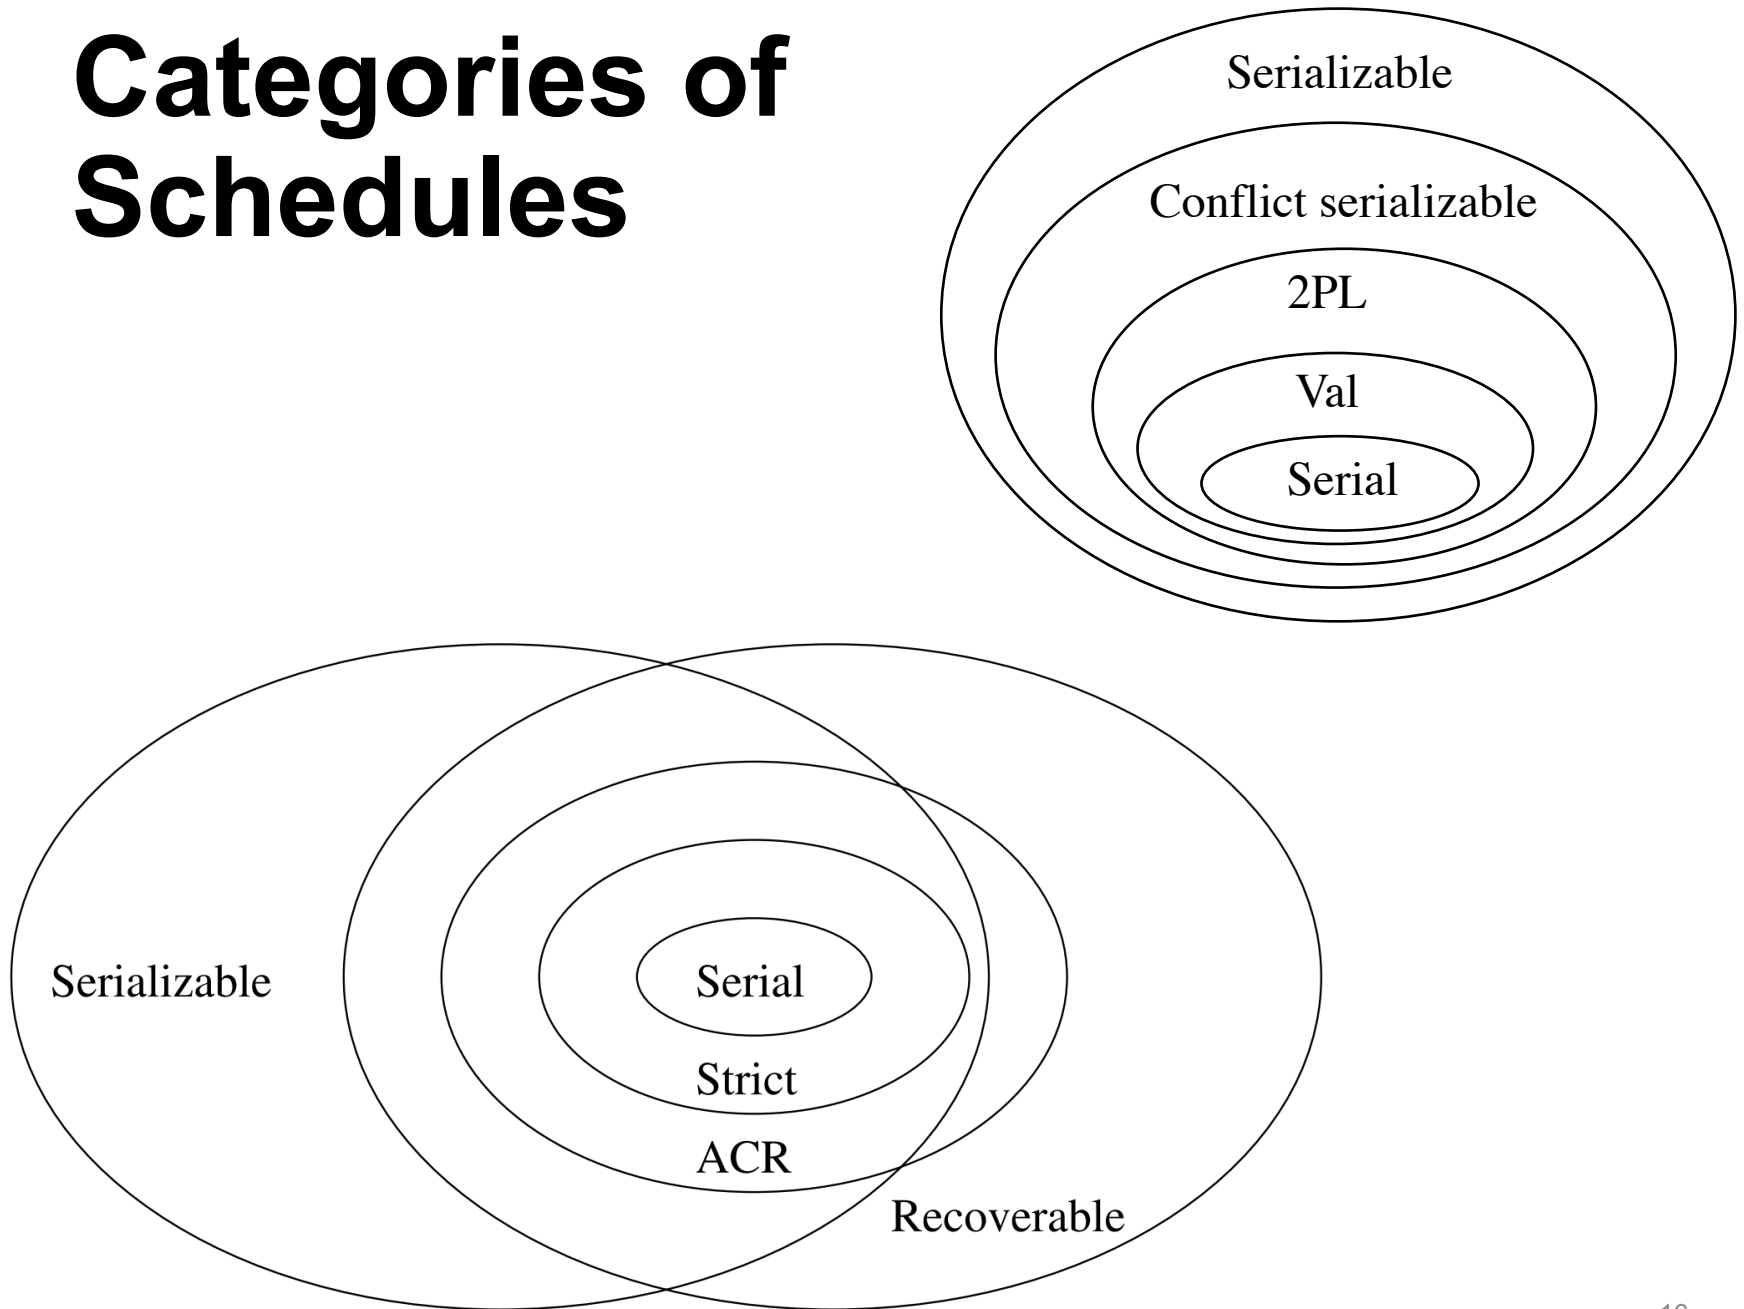 Categories of
Schedules
Serializable
Conflict serializable
2PL
Val
Serial
Serializable
Serial
Strict
ACR
Recoverable